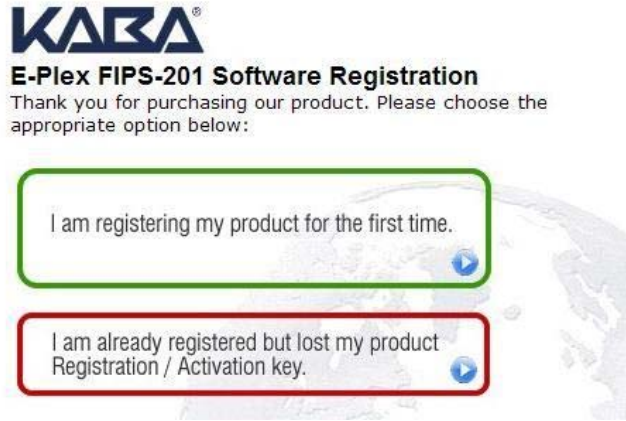 KABA®
E-Plex FIPS-201 Software Registration
Thank you for purchasing our product. Please choose the
appropriate option below:
I am registering my product for the first time.
I am already registered but lost my product
Registration / Activation key.